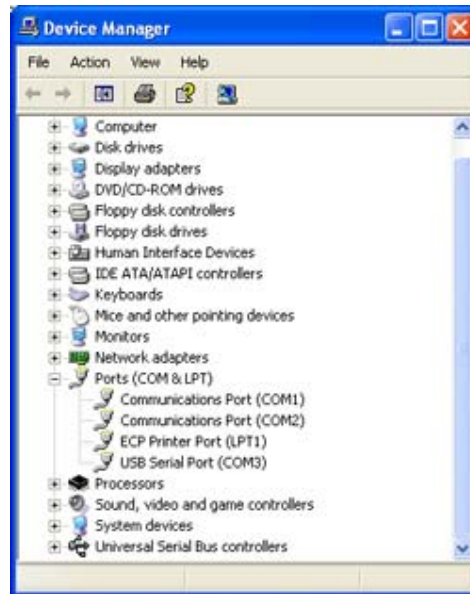 Device Manager
File Action View Help
Computer
Disk drives
Display adapters
DVD/CD-ROM drives
Floppy disk controllers
Floppy disk drives
Human Interface Devices
IDE ATA/ATAPI controllers
Keyboards
Mice and other pointing devices
Monitors
Network adapters
Ports (COM & LPT)
Communications Port (COM1)
Communications Port (COM2)
ECP Printer Port (LPT1)
USB Serial Port (COM3)
Processors
Sound, video and game controllers
System devices
Universal Serial Bus controllers